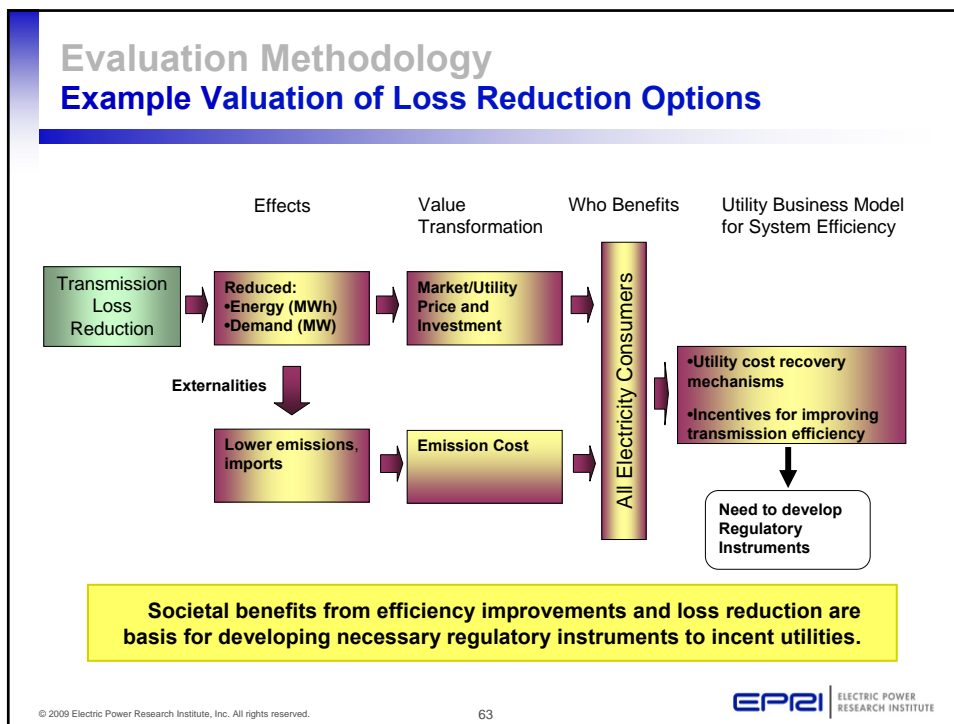 Evaluation Methodology
Example Valuation of Loss Reduction Options
Effects
Value
Transformation
Who Benefits
Utility Business Model
for System Efficiency
Transmission
Loss
Reduction
Reduced:
•Energy (MWh)
•Demand (MW)
Market/Utility
Price and
Investment
All Electricity Consumers
•Utility cost recovery
mechanisms
•Incentives for improving
transmission efficiency
Externalities
Lower emissions,
imports
Emission Cost
Need to develop
Regulatory
Instruments
Societal benefits from efficiency improvements and loss reduction are
basis for developing necessary regulatory instruments to incent utilities.
© 2009 Electric Power Research Institute, Inc. All rights reserved.
63
EPRI
ELECTRIC POWER
RESEARCH INSTITUTE